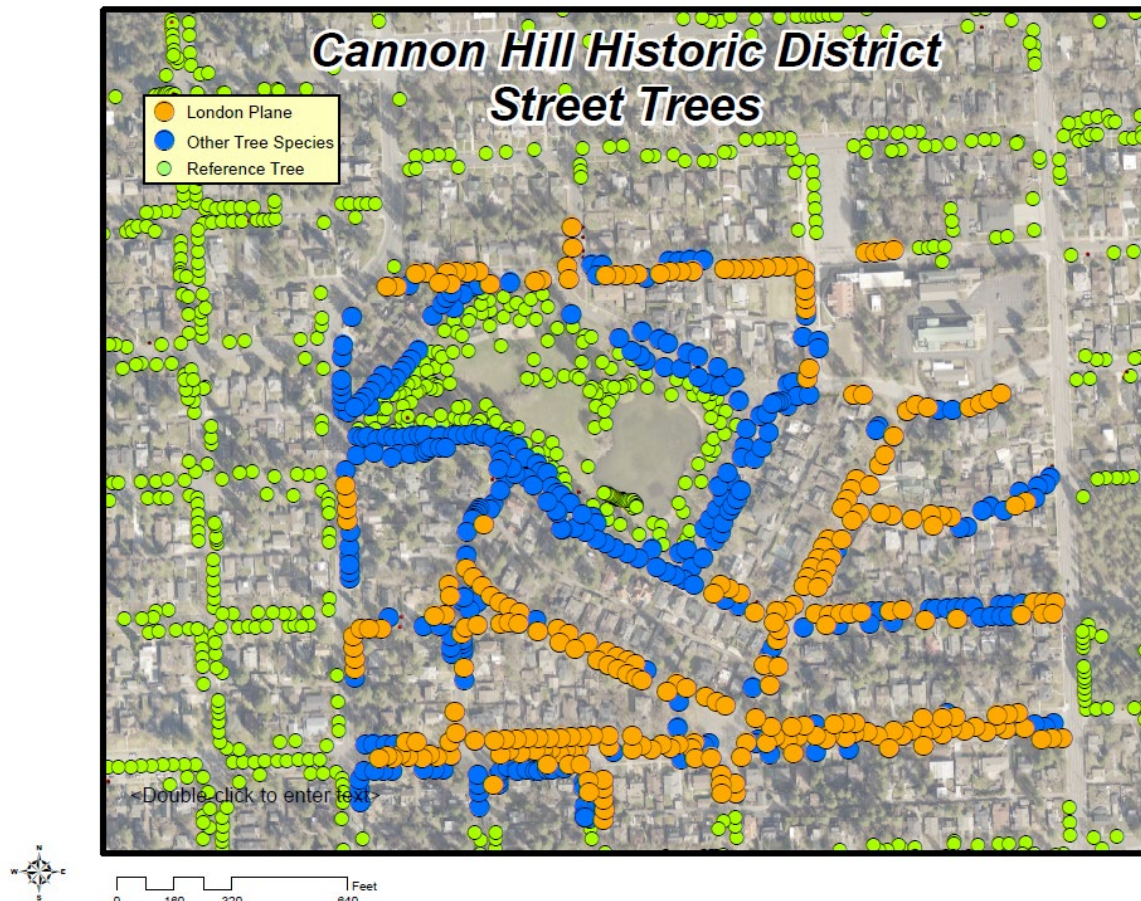 Cannon Hill Historic District
Street Trees
London Plane
Other Tree Species
Reference Tree
<Double-click to enter text>
N
W E
S
Feet
0 160 320 640